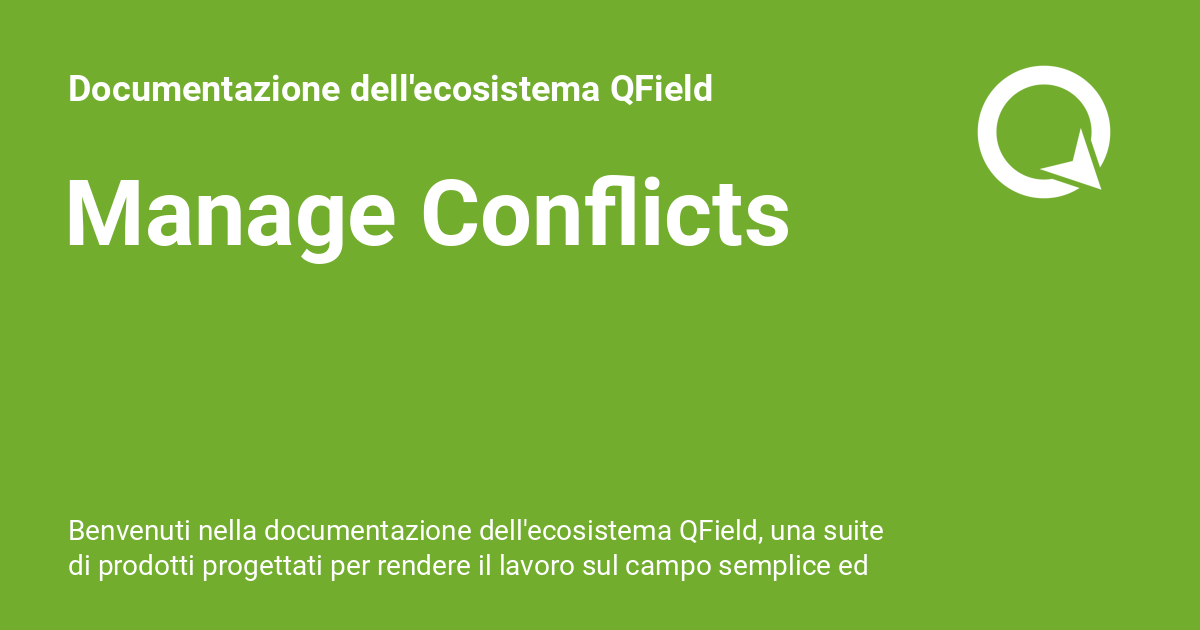 Documentazione dell'ecosistema QField
Manage Conflicts
Benvenuti nella documentazione dell'ecosistema QField, una suite
di prodotti progettati per rendere il lavoro sul campo semplice ed